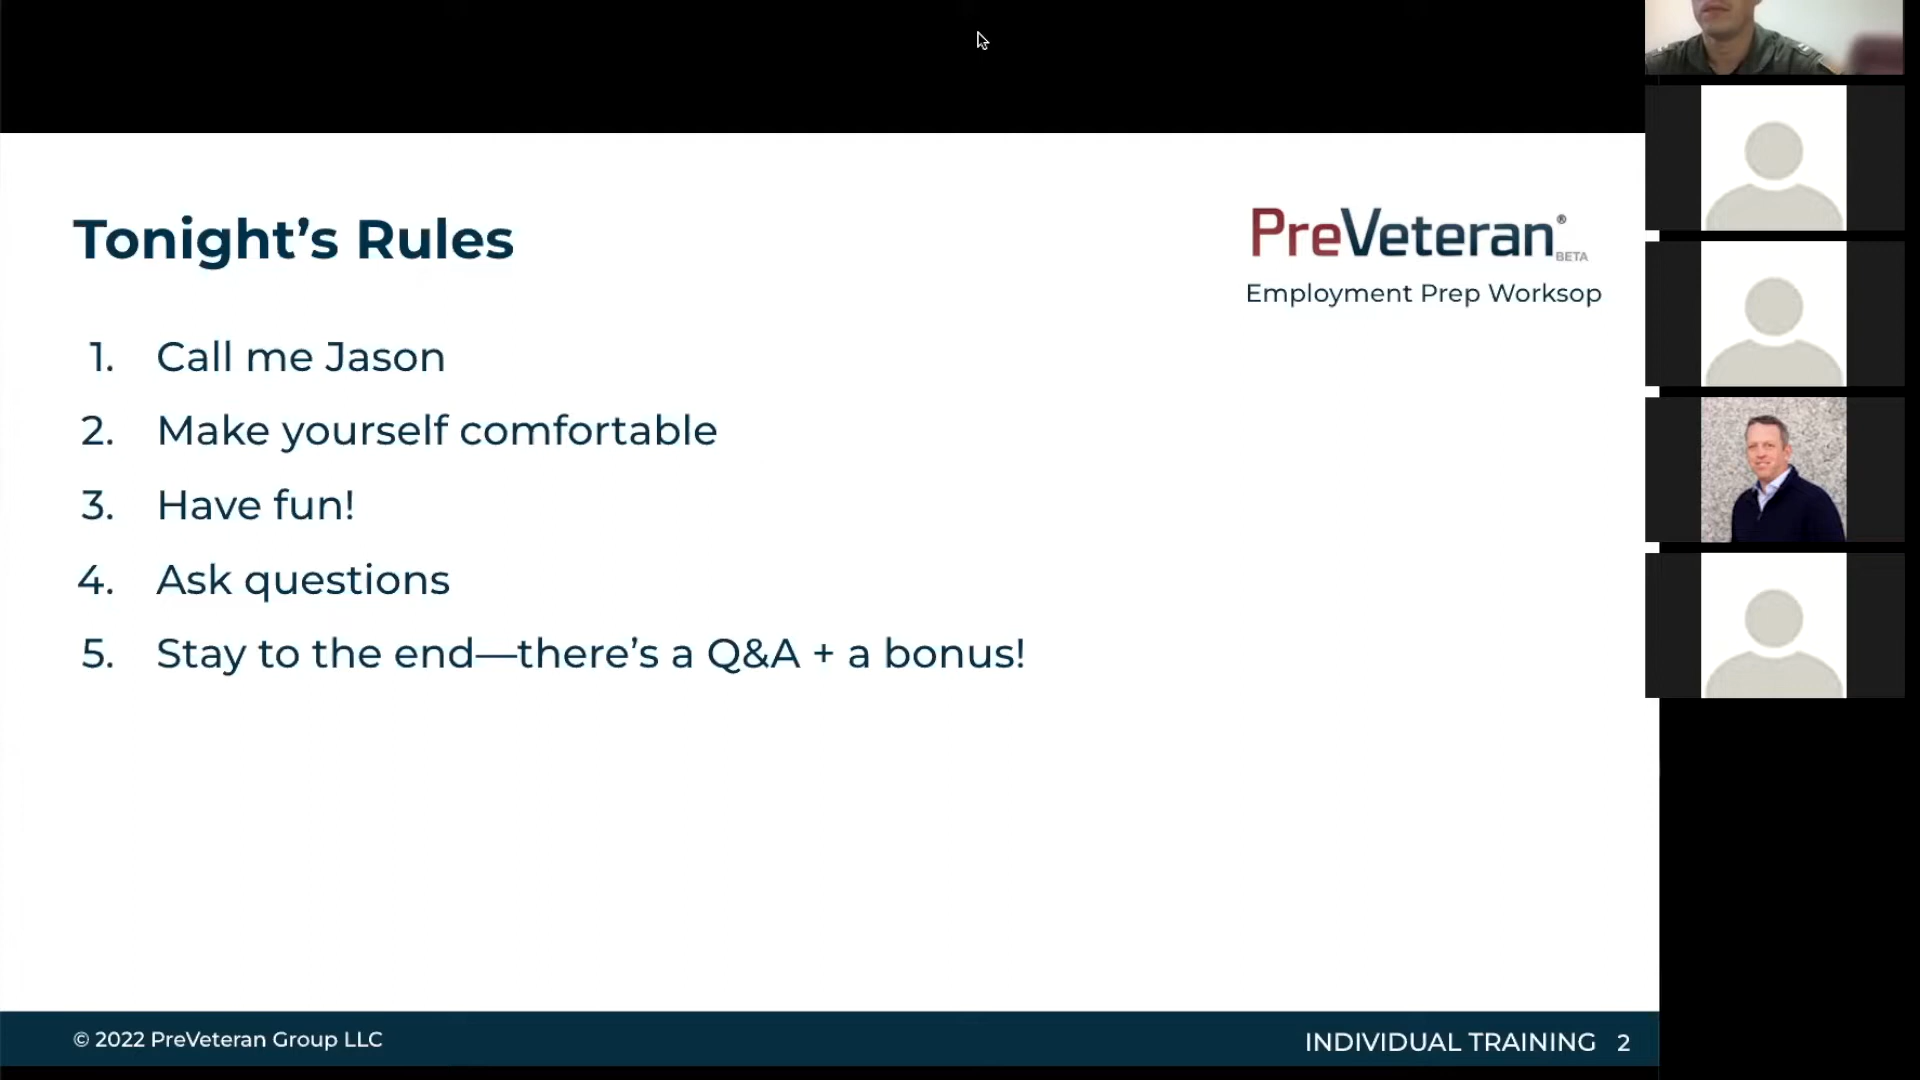 Tonight’s Rules
PreVeteran®
BETA
Employment Prep Worksop
1. Call me Jason
2. Make yourself comfortable
3. Have fun!
4. Ask questions
5. Stay to the end—there’s a Q&A + a bonus!
© 2022 PreVeteran Group LLC
INDIVIDUAL TRAINING 2